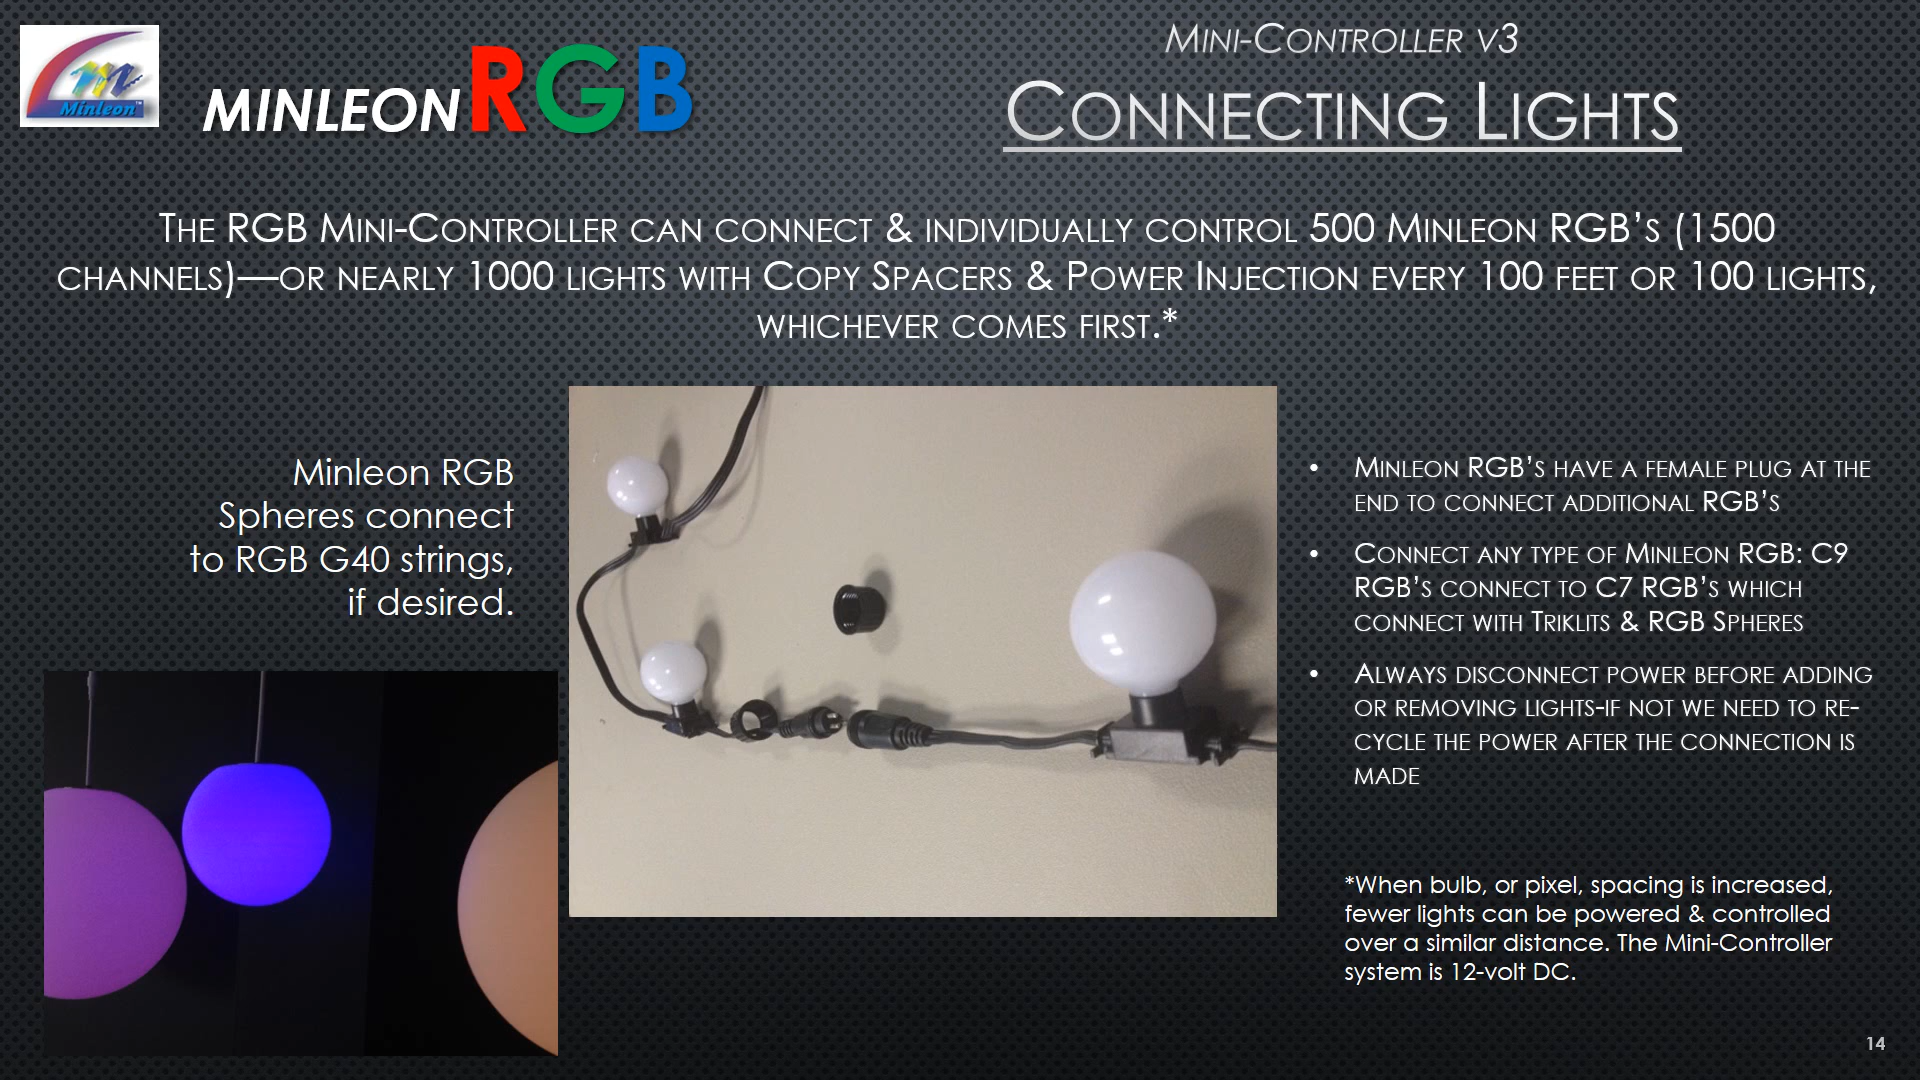 Minleon™
MINLEON RGB
Mini-Controller v3
Connecting Lights
The RGB Mini-Controller can connect & individually control 500 Minleon RGB’s (1500
channels)—or nearly 1000 lights with Copy Spacers & Power Injection every 100 feet or 100 lights,
whichever comes first.*
Minleon RGB
Spheres connect
to RGB G40 strings,
if desired.
• Minleon RGB’s have a female plug at the
end to connect additional RGB’s
• Connect any type of Minleon RGB: C9
RGB’s connect to C7 RGB’s which
connect with Triklits & RGB Spheres
• Always disconnect power before adding
or removing lights-if not we need to re-
cycle the power after the connection is
made
*When bulb, or pixel, spacing is increased,
fewer lights can be powered & controlled
over a similar distance. The Mini-Controller
system is 12-volt DC.
14